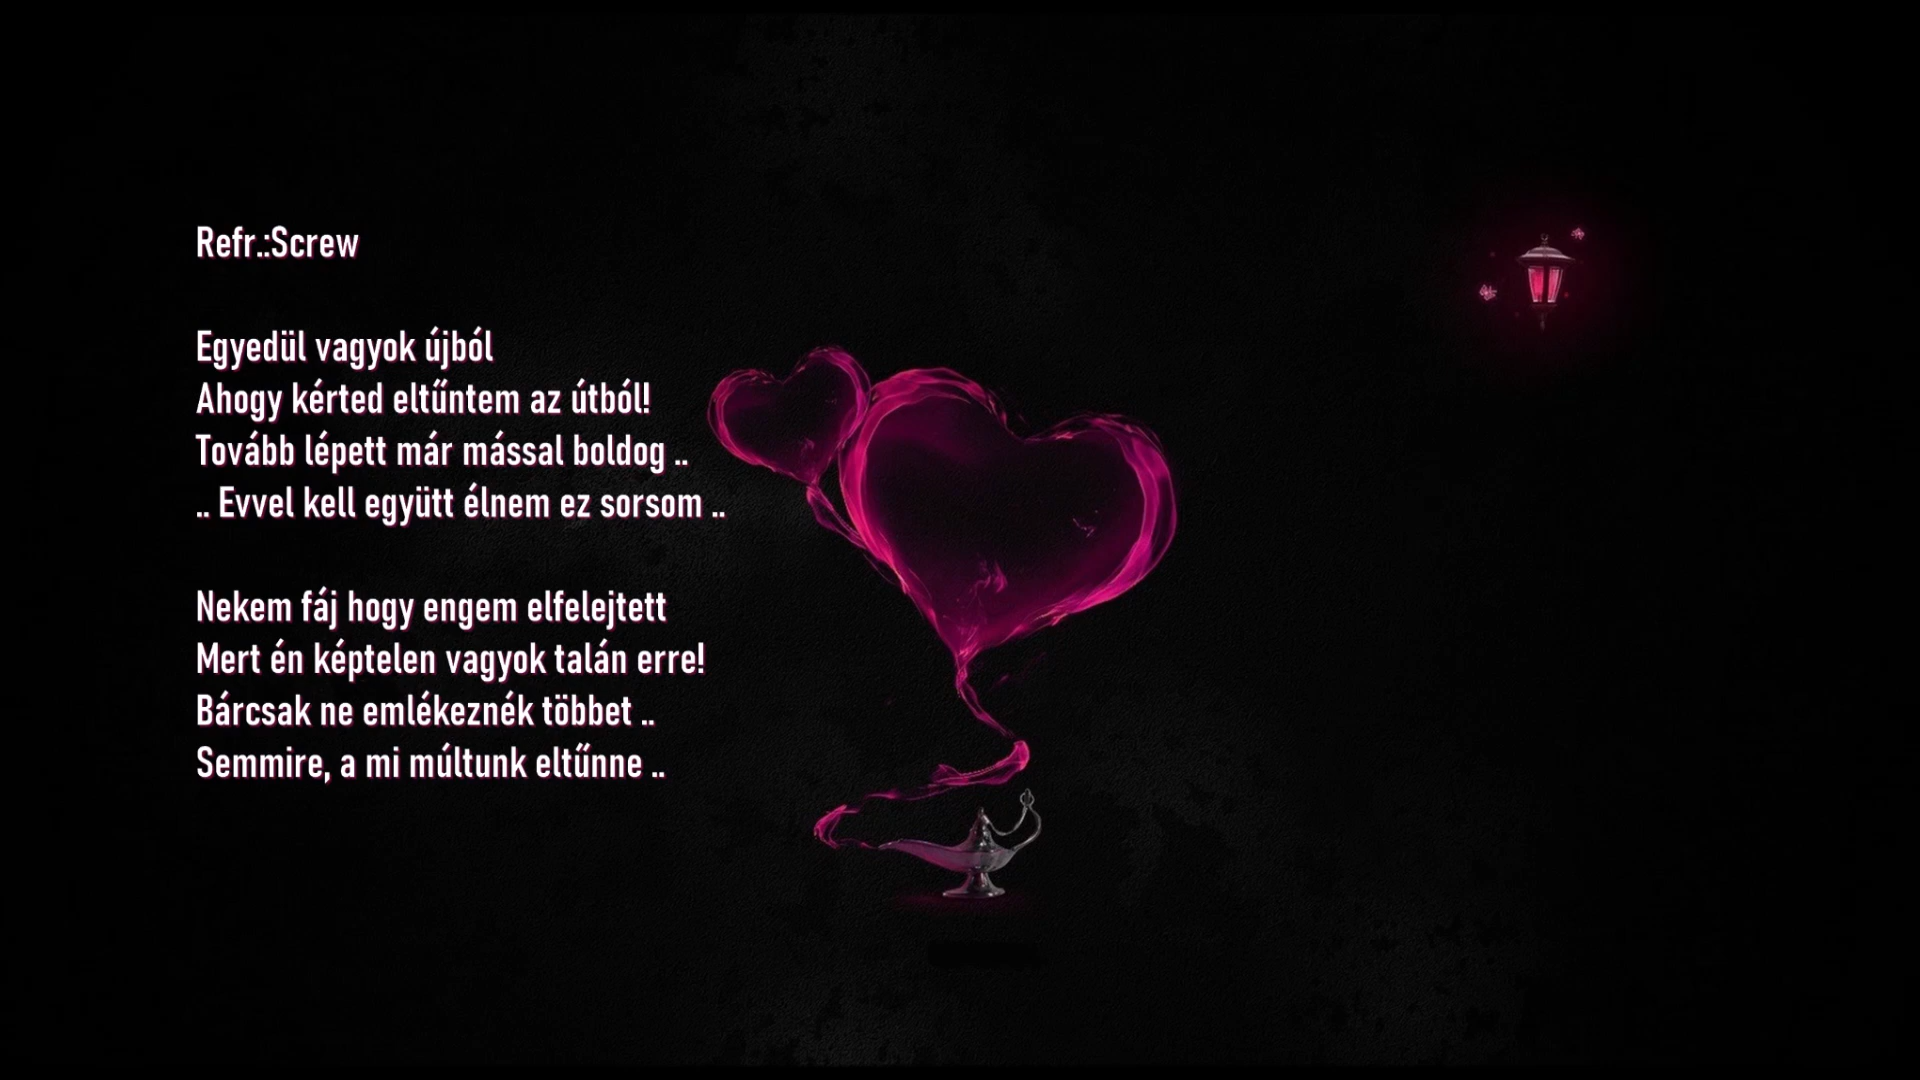 Refr.:Screw
Egyedül vagyok újból
Ahogy kérted eltűntem az útból!
Tovább lépett már mással boldog ..
.. Evvel kell együtt élnem ez sorsom ..
Nekem fáj hogy engem elfelejtett
Mert én képtelen vagyok talán erre!
Bárcsak ne emlékeznék többet ..
Semmire, a mi múltunk eltűnne ..